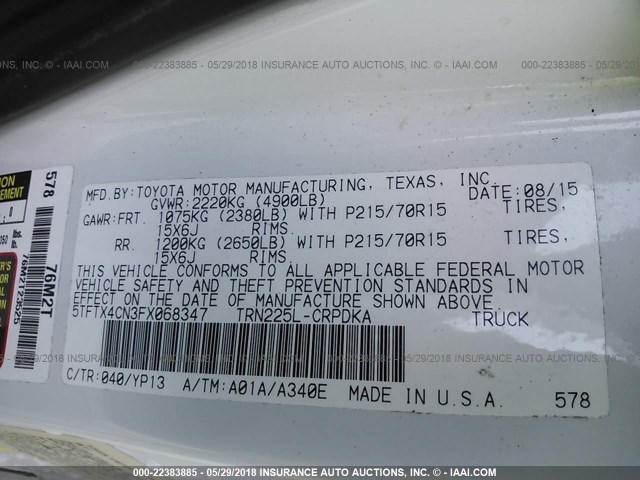 INSURANCE AUTO AUCTIONS, INC. © - IAAI.COM 000-22383885 - 05/29/2018 INSURANCE AUTO AUCTIONS, INC. © - IAAI.COM 000-22383885 - 05/29/2018 INSURANCE
MFD.BY:TOYOTA MOTOR MANUFACTURING, TEXAS, INC.
GVWR:2220KG (4900LB) DATE:08/15
GAWR:FRT. 1075KG (2380LB) WITH P215/70R15 TIRES,
15X6J RIMS.
RR. 1200KG (2650LB) WITH P215/70R15 TIRES,
15X6J RIMS.
THIS VEHICLE CONFORMS TO ALL APPLICABLE FEDERAL MOTOR
VEHICLE SAFETY AND THEFT PREVENTION STANDARDS IN
EFFECT ON THE DATE OF MANUFACTURE SHOWN ABOVE.
5TFTX4CN3FX068347 TRN225L-CRPDKA TRUCK
C/TR:040/YP13 A/TM:A01A/A340E MADE IN U.S.A. 578
578
76M2T
000-22383885 - 05/29/2018 INSURANCE AUTO AUCTIONS, INC. © - IAAI.COM